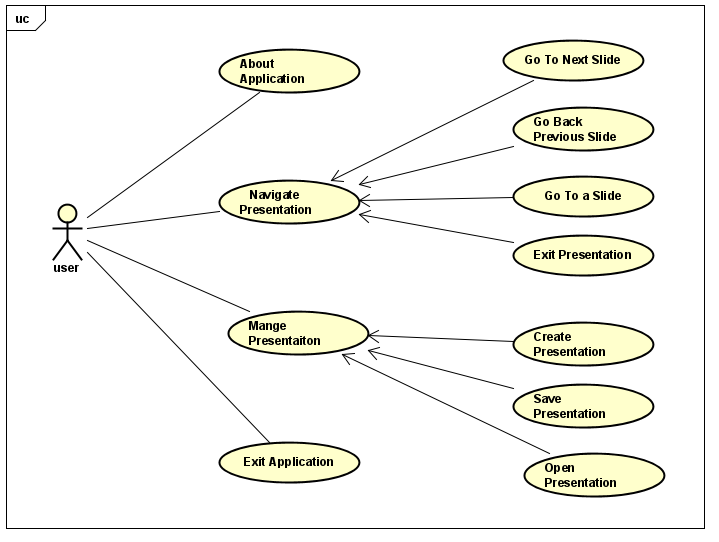 uc
About
Application
Go To Next Slide
Go Back
Previous Slide
Navigate
Presentation
Go To a Slide
Exit Presentation
user
Mange
Presentaiton
Create
Presentation
Save
Presentation
Exit Application
Open
Presentation